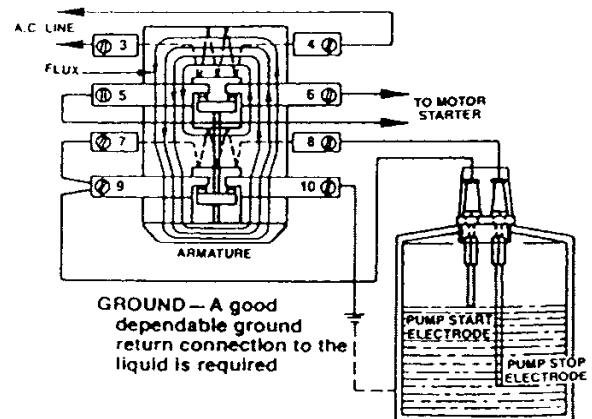 A.C. LINE
3
4
FLUX
5
6
TO MOTOR
STARTER
7
8
9
10
ARMATURE
GROUND — A good
dependable ground
return connection to the
liquid is required
PUMP START
ELECTRODE
PUMP STOP
ELECTRODE